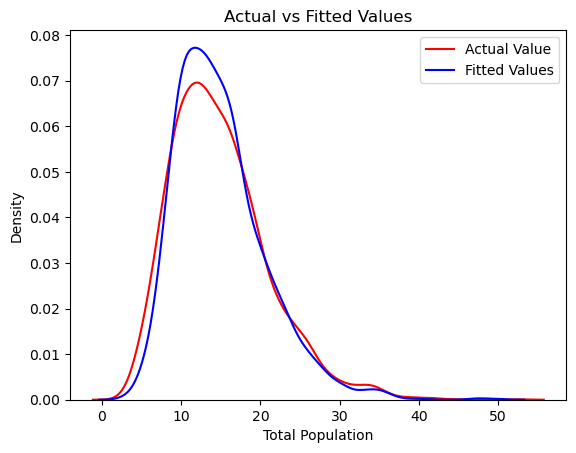 Actual vs Fitted Values
Actual Value
Fitted Values
Density
0.08
0.07
0.06
0.05
0.04
0.03
0.02
0.01
0.00
0 10 20 30 40 50
Total Population